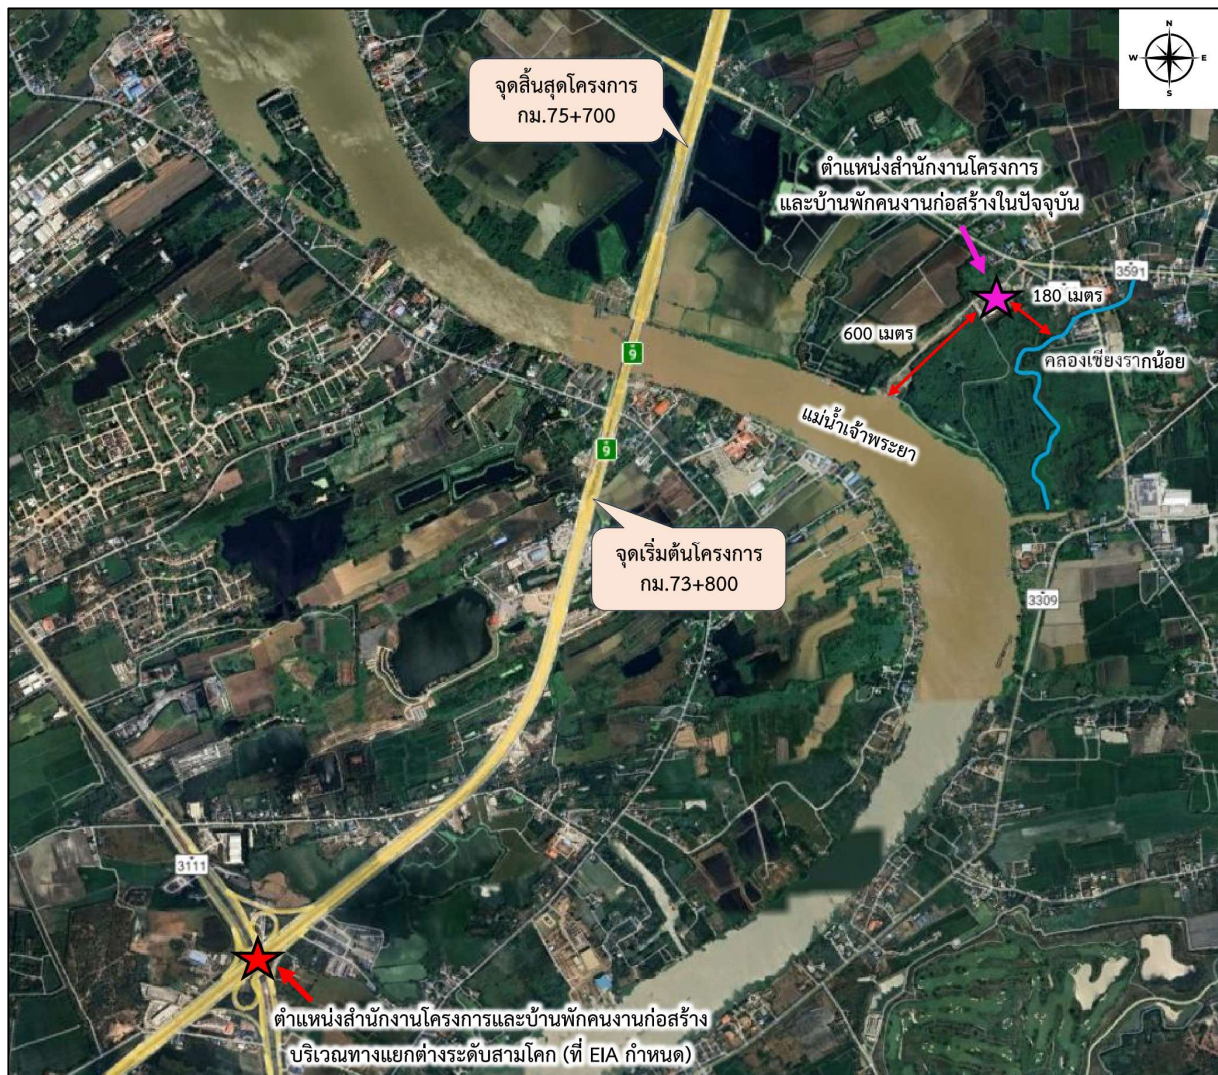 N
W E
S
จุดสิ้นสุดโครงการ
กม.75+700
ตำแหน่งสำนักงานโครงการ
และบ้านพักคนงานก่อสร้างในปัจจุบัน
3591
180 เมตร
600 เมตร
9
คลองเชียงรากน้อย
แม่น้ำเจ้าพระยา
9
จุดเริ่มต้นโครงการ
กม.73+800
3309
3111
ตำแหน่งสำนักงานโครงการและบ้านพักคนงานก่อสร้าง
บริเวณทางแยกต่างระดับสามโคก (ที่ EIA กำหนด)